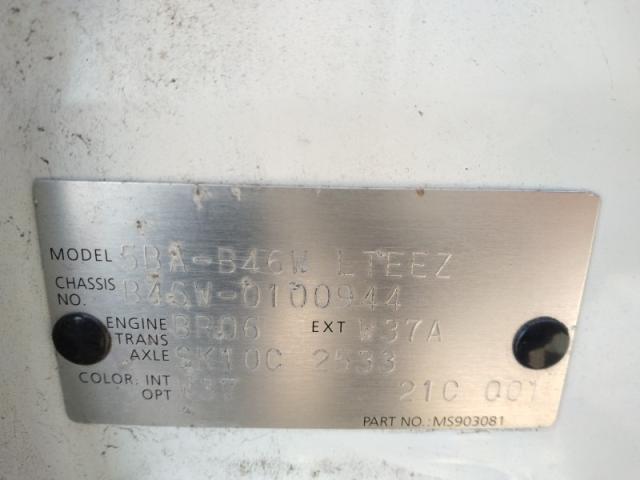 MODEL 5BA-B46W LTEEZ
CHASSIS NO. B46W-0100944
ENGINE BR06 EXT W37A
TRANS AXLE SK10C 2533
COLOR: INT OPT 21C 001
PART NO.: MS903081